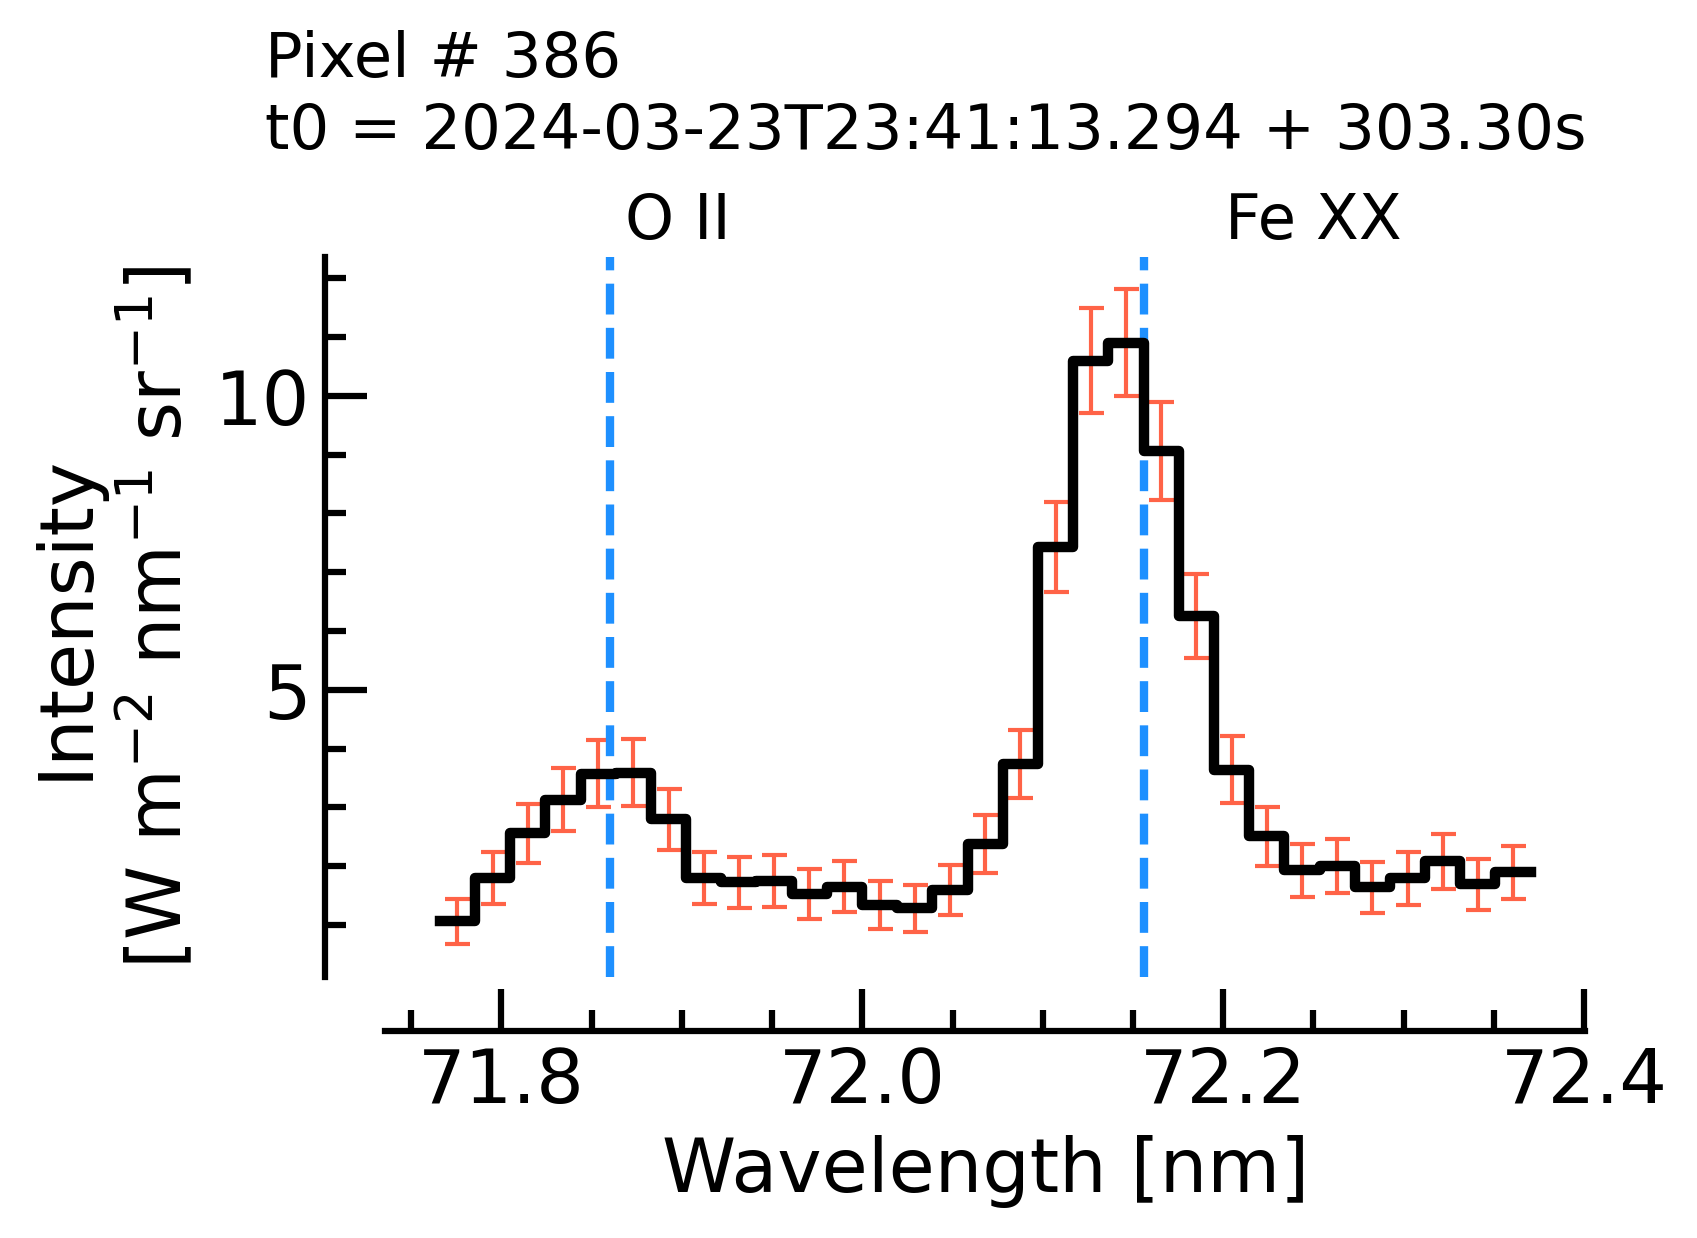 Pixel # 386
t0 = 2024-03-23T23:41:13.294 + 303.30s
O II
Fe XX
Intensity
[W m⁻² nm⁻¹ sr⁻¹]
10
5
71.8 72.0 72.2 72.4
Wavelength [nm]